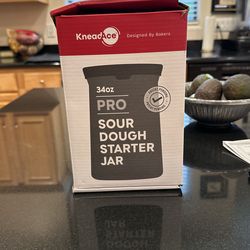 KneadAce
Designed By Bakers
34oz
PRO
SOUR
DOUGH
STARTER
JAR